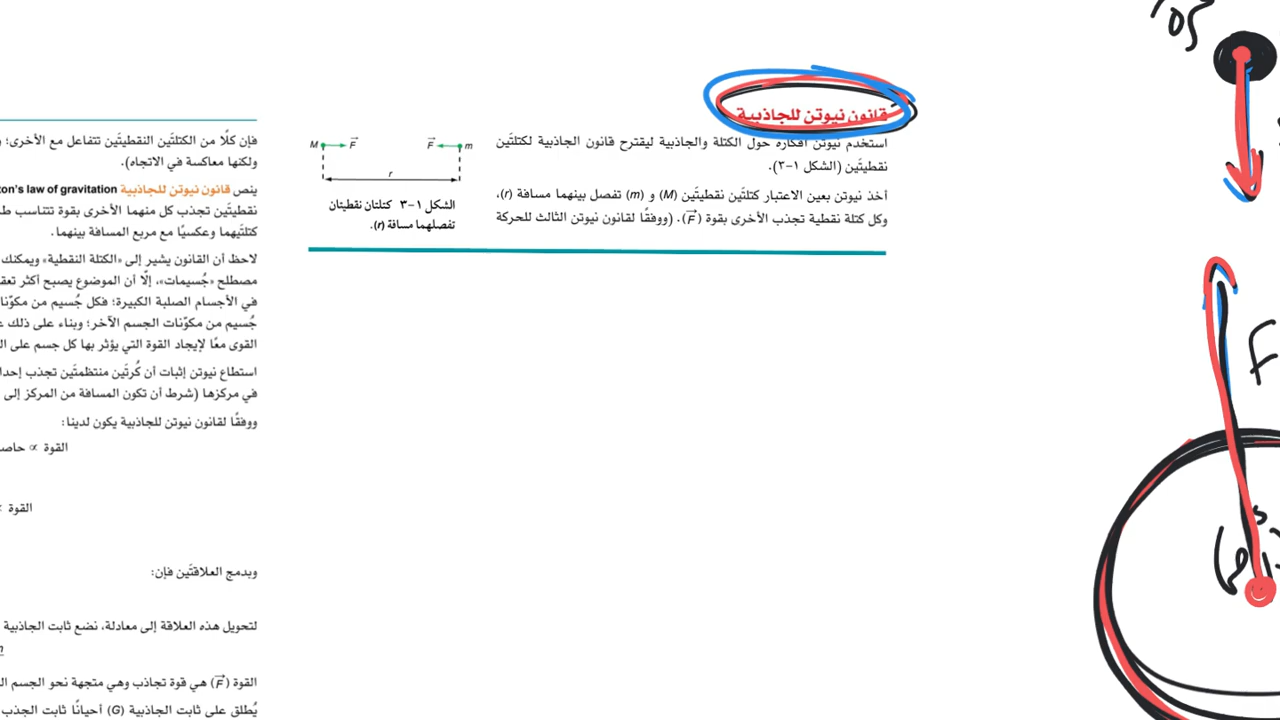 قانون نيوتن للجاذبية
استخدم نيوتن أفكاره حول الكتلة والجاذبية ليقترح قانون الجاذبية لكتلتَين
نقطيتَين (الشكل ١-٣).
أخذ نيوتن بعين الاعتبار كتلتَين نقطيتَين (M) و (m) تفصل بينهما مسافة (r)،
وكل كتلة نقطية تجذب الأخرى بقوة (F). (ووفقًا لقانون نيوتن الثالث للحركة
M F F m
r
الشكل ١-٣ كتلتان نقطيتان
تفصلهما مسافة (r).
فإن كلًا من الكتلتَين النقطيتَين تتفاعل مع الأخرى؛
ولكنها معاكسة في الاتجاه).
ينص قانون نيوتن للجاذبية on's law of gravitation
نقطيتَين تجذب كل منهما الأخرى بقوة تتناسب
كتلتَيهما وعكسيًا مع مربع المسافة بينهما.
لاحظ أن القانون يشير إلى «الكتلة النقطية» ويمكنك
مصطلح «جُسيمات»، إلّا أن الموضوع يصبح أكثر
في الأجسام الصلبة الكبيرة؛ فكل جُسيم من
جُسيم من مكوّنات الجسم الآخر؛ وبناء على ذلك
القوى معًا لإيجاد القوة التي يؤثر بها كل جسم على
استطاع نيوتن إثبات أن كُرتَين منتظمتَين تجذب
في مركزها (شرط أن تكون المسافة من المركز إلى
ووفقًا لقانون نيوتن للجاذبية يكون لدينا:
القوة ∝
القوة
وبدمج العلاقتَين فإن:
لتحويل هذه العلاقة إلى معادلة، نضع ثابت الجاذبية
القوة (F) هي قوة تجاذب وهي متجهة نحو الجسم
يُطلق على ثابت الجاذبية (G) أحيانًا ثابت الجذب
F